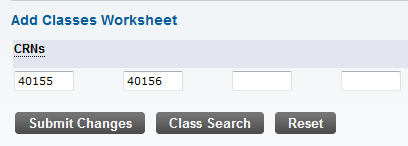 Add Classes Worksheet
CRNs
40155 40156
Submit Changes Class Search Reset